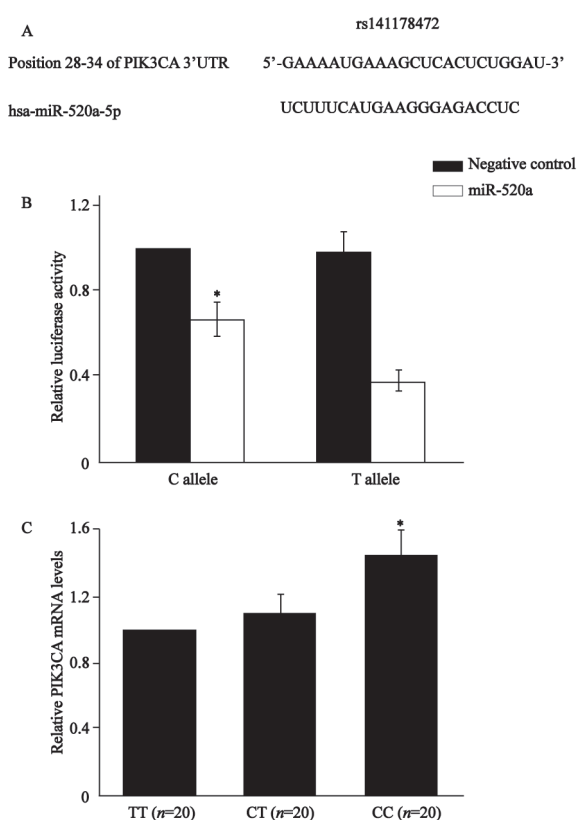 A
rs141178472
Position 28-34 of PIK3CA 3’UTR 5’-GAAAAUGAAAGCUCACUCUGGAU-3’
hsa-miR-520a-5p UCUUUCAUGAAGGGAGACCUC
Negative control
miR-520a
B
Relative luciferase activity
1.2
0.8
0.4
0
*
C allele T allele
C
Relative PIK3CA mRNA levels
1.6
1.2
0.8
0.4
0
*
TT (n=20) CT (n=20) CC (n=20)